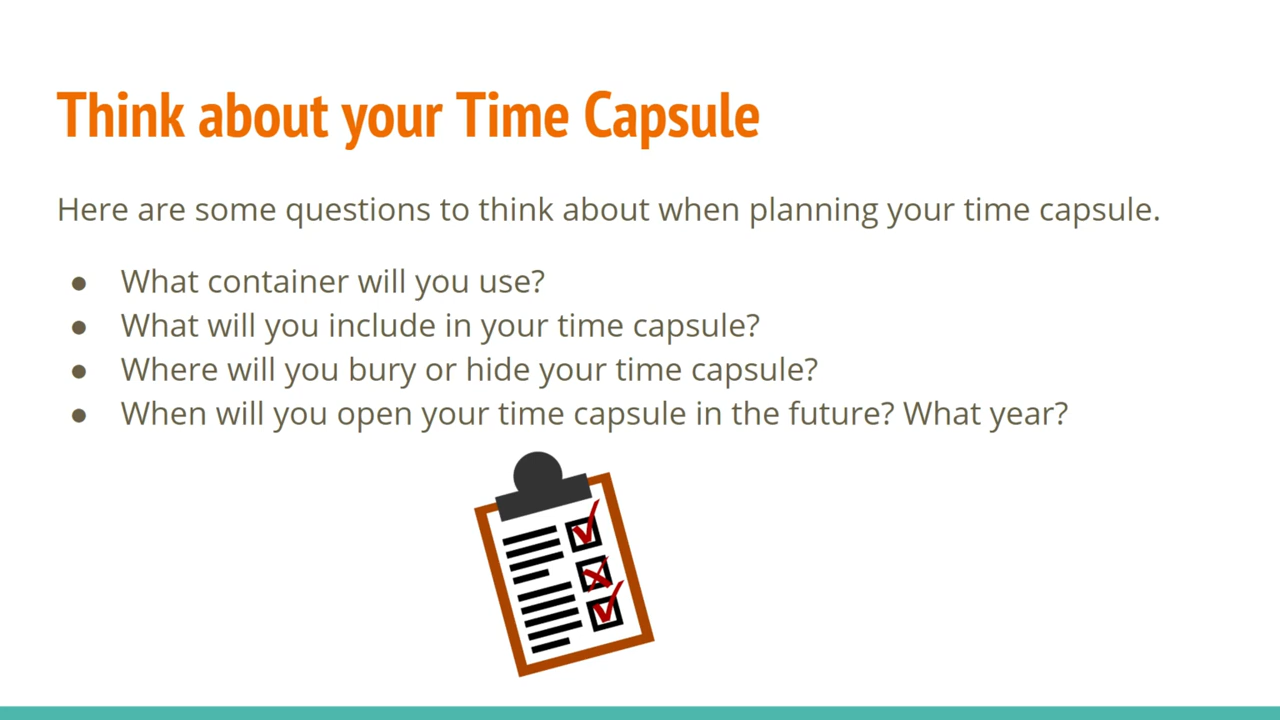 Think about your Time Capsule
Here are some questions to think about when planning your time capsule.
● What container will you use?
● What will you include in your time capsule?
● Where will you bury or hide your time capsule?
● When will you open your time capsule in the future? What year?